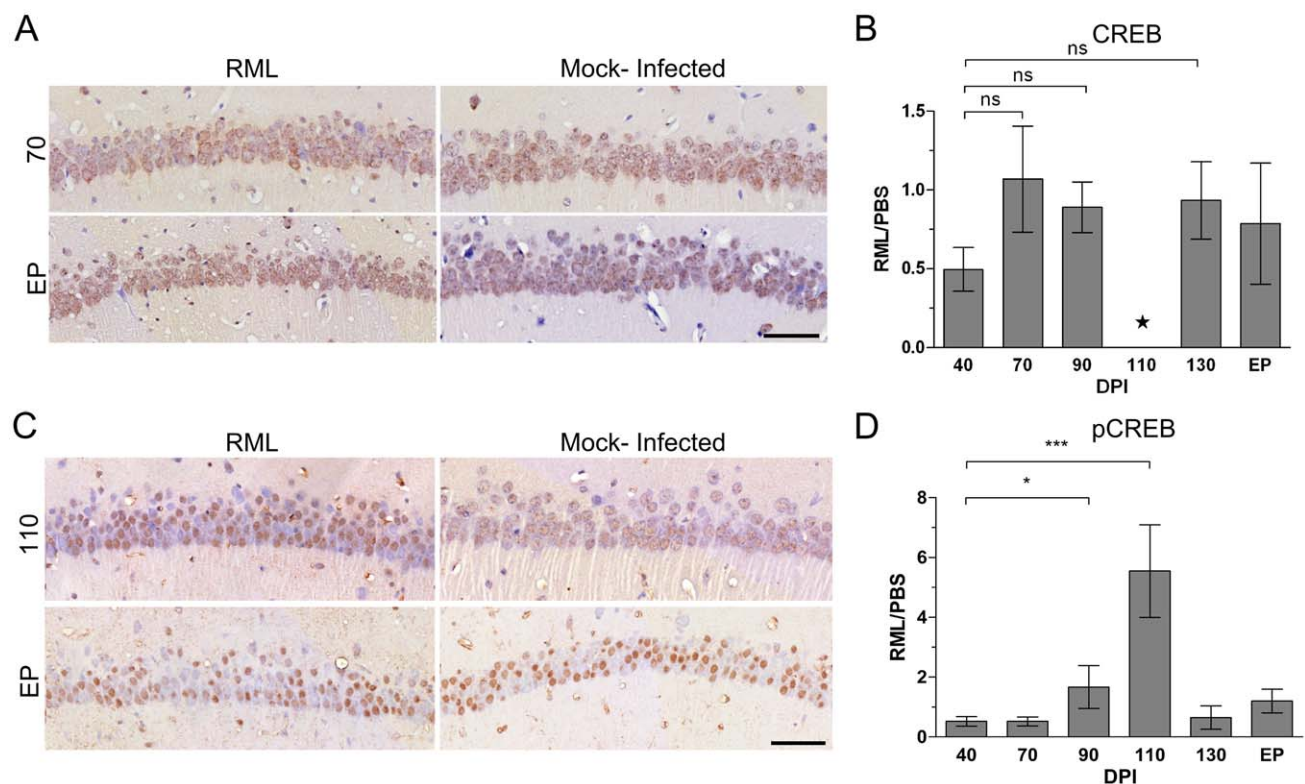 A
RML
Mock- Infected
70
EP
B
CREB
ns
ns
ns
1.5
1.0
0.5
0.0
RML/PBS
★
40 70 90 110 130 EP
DPI
C
RML
Mock- Infected
110
EP
D
pCREB
***
*
8
6
4
2
0
RML/PBS
40 70 90 110 130 EP
DPI